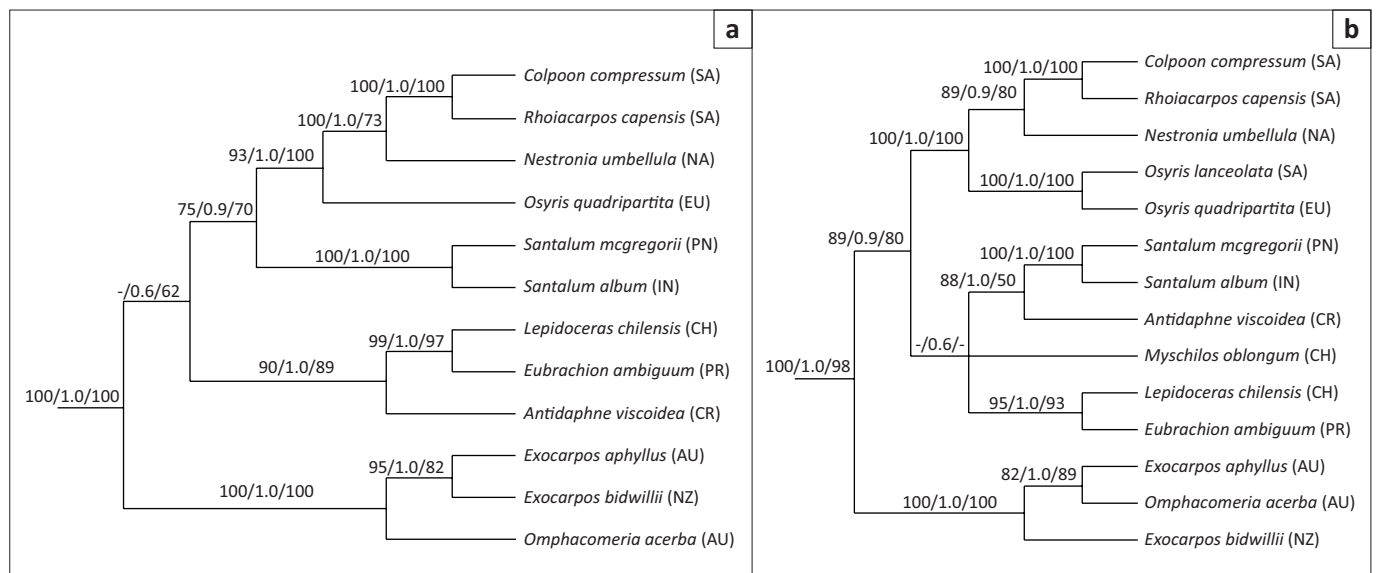 a
Colpoon compressum (SA)
100/1.0/100
Rhoiacarpos capensis (SA)
100/1.0/73
Nestronia umbellula (NA)
93/1.0/100
Osyris quadripartita (EU)
75/0.9/70
Santalum mcgregorii (PN)
100/1.0/100
Santalum album (IN)
-/0.6/62
Lepidoceras chilensis (CH)
99/1.0/97
Eubrachion ambiguum (PR)
90/1.0/89
100/1.0/100
Antidaphne viscoidea (CR)
Exocarpos aphyllus (AU)
95/1.0/82
Exocarpos bidwillii (NZ)
100/1.0/100
Omphacomeria acerba (AU)
b
Colpoon compressum (SA)
100/1.0/100
89/0.9/80
Rhoiacarpos capensis (SA)
Nestronia umbellula (NA)
100/1.0/100
Osyris lanceolata (SA)
100/1.0/100
Osyris quadripartita (EU)
89/0.9/80
Santalum mcgregorii (PN)
100/1.0/100
88/1.0/50
Santalum album (IN)
Antidaphne viscoidea (CR)
-/0.6/-
Myschilos oblongum (CH)
100/1.0/98
Lepidoceras chilensis (CH)
95/1.0/93
Eubrachion ambiguum (PR)
Exocarpos aphyllus (AU)
82/1.0/89
Omphacomeria acerba (AU)
100/1.0/100
Exocarpos bidwillii (NZ)